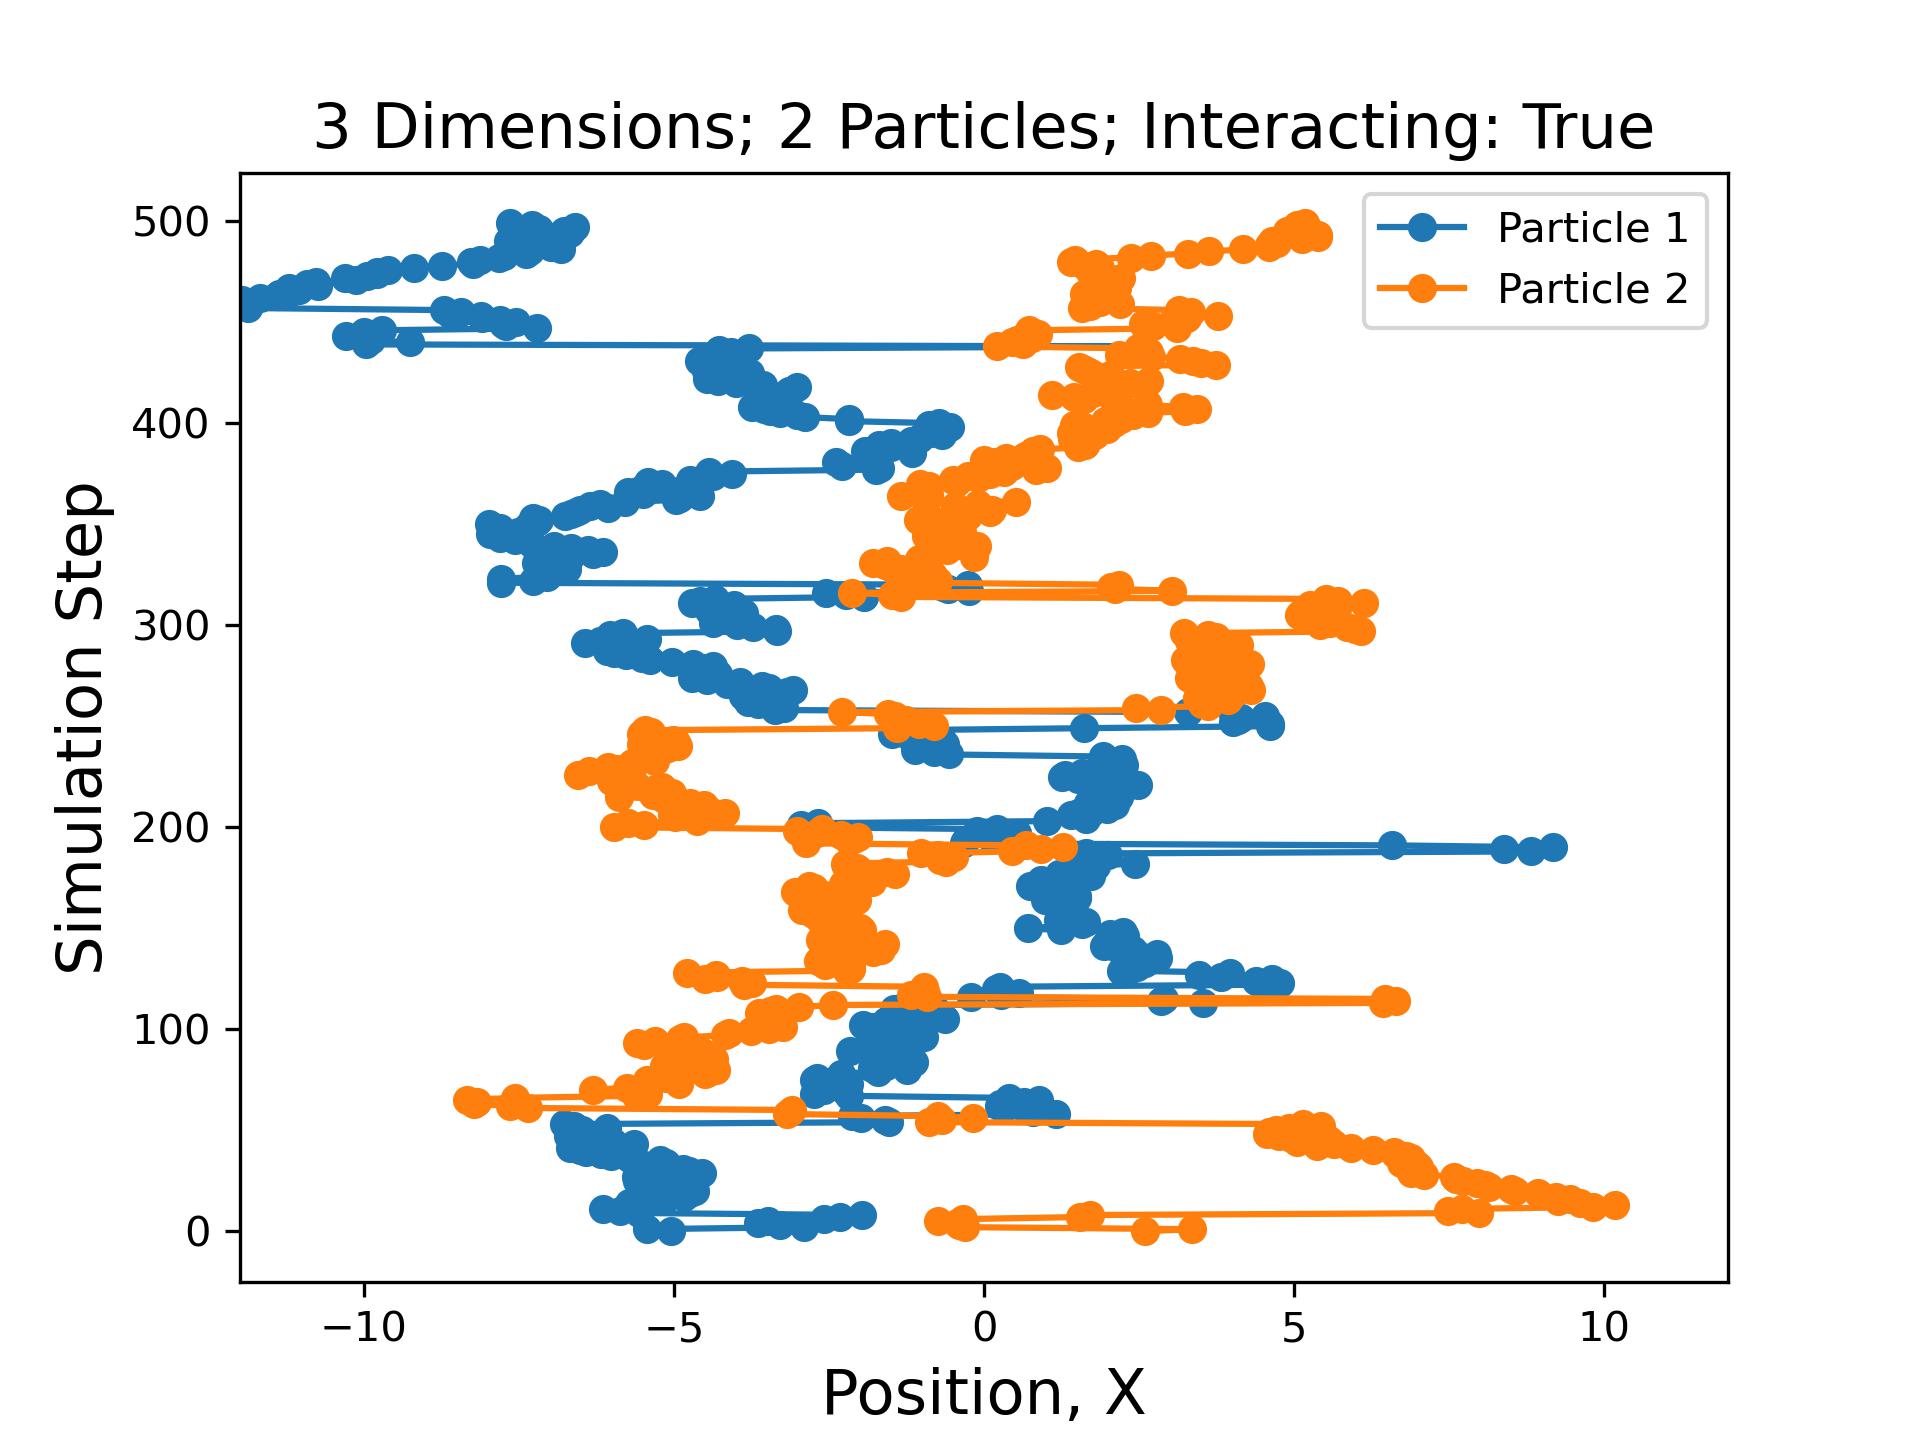 3 Dimensions; 2 Particles; Interacting: True
Particle 1
Particle 2
500
400
300
200
100
0
Simulation Step
−10
−5
0
5
10
Position, X